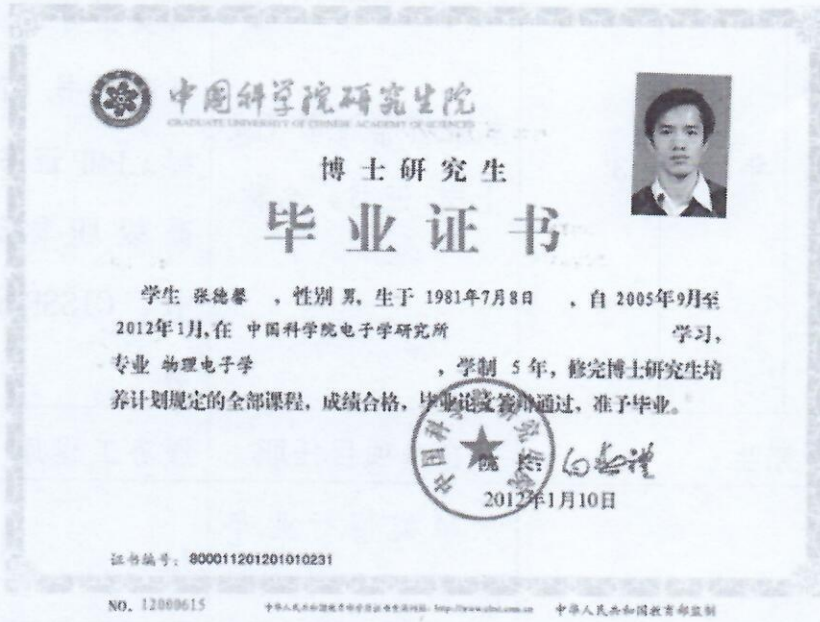 中国科学院研究生院
GRADUATE UNIVERSITY OF CHINESE ACADEMY OF SCIENCES
博士研究生
毕业证书
学生 张德馨 ，性别 男，生于 1981年7月8日 ，自 2005年9月至
2012年1月，在 中国科学院电子学研究所 学习，
专业 物理电子学 ，学制 5 年，修完博士研究生培
养计划规定的全部课程，成绩合格，毕业论文答辩通过，准予毕业。
院 长：
2012年1月10日
证书编号：800011201201010231
NO. 12000615
中华人民共和国教育部监制